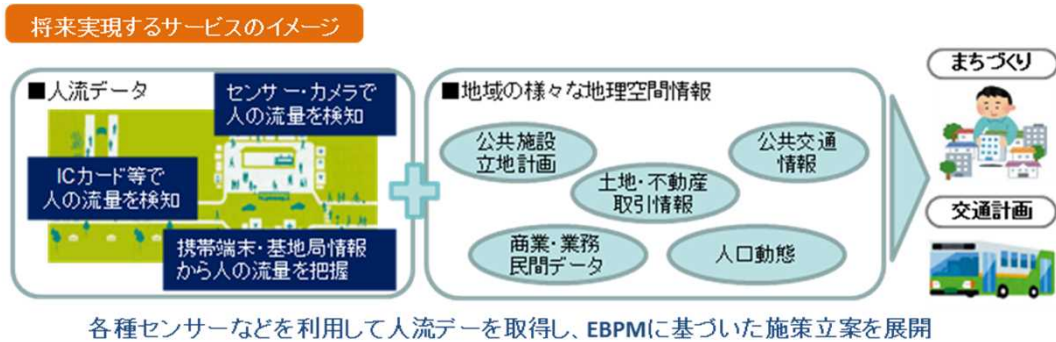 将来実現するサービスのイメージ
■人流データ
センサー・カメラで
人の流量を検知
ICカード等で
人の流量を検知
携帯端末・基地局情報
から人の流量を把握
■地域の様々な地理空間情報
公共施設
立地計画
公共交通
情報
土地・不動産
取引情報
商業・業務
民間データ
人口動態
まちづくり
交通計画
各種センサーなどを利用して人流デーを取得し、EBPMに基づいた施策立案を展開